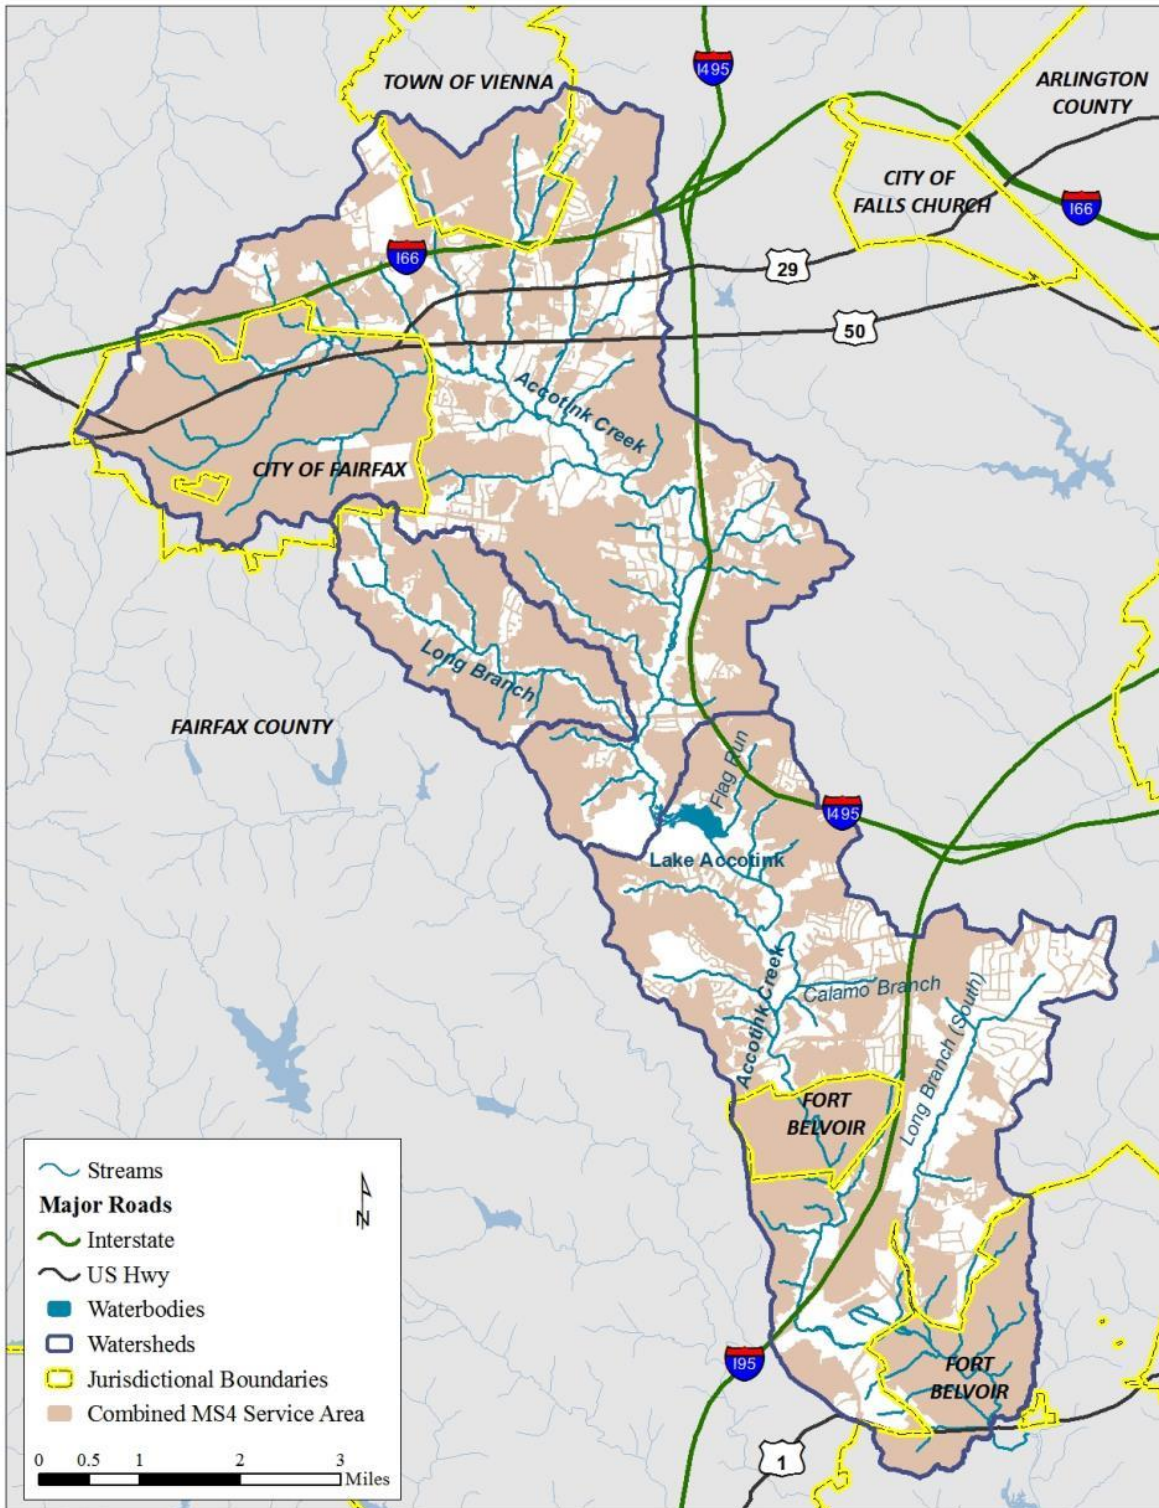 I495
TOWN OF VIENNA
ARLINGTON
COUNTY
CITY OF
FALLS CHURCH
I66
I66
29
50
Accotink Creek
CITY OF FAIRFAX
Long Branch
FAIRFAX COUNTY
Flag Run
I495
Lake Accotink
Accotink Creek
Calamo Branch
Long Branch (South)
FORT
BELVOIR
FORT
BELVOIR
I95
1
Streams
N
Major Roads
Interstate
US Hwy
Waterbodies
Watersheds
Jurisdictional Boundaries
Combined MS4 Service Area
0 0.5 1 2 3
Miles